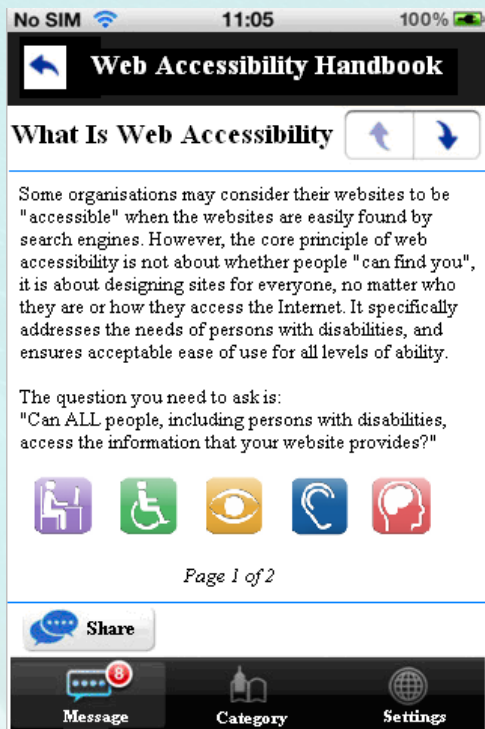 No SIM 11:05 100%
Web Accessibility Handbook
What Is Web Accessibility
Some organisations may consider their websites to be
"accessible" when the websites are easily found by
search engines. However, the core principle of web
accessibility is not about whether people "can find you",
it is about designing sites for everyone, no matter who
they are or how they access the Internet. It specifically
addresses the needs of persons with disabilities, and
ensures acceptable ease of use for all levels of ability.
The question you need to ask is:
"Can ALL people, including persons with disabilities,
access the information that your website provides?"
Page 1 of 2
Share
8
Message Category Settings